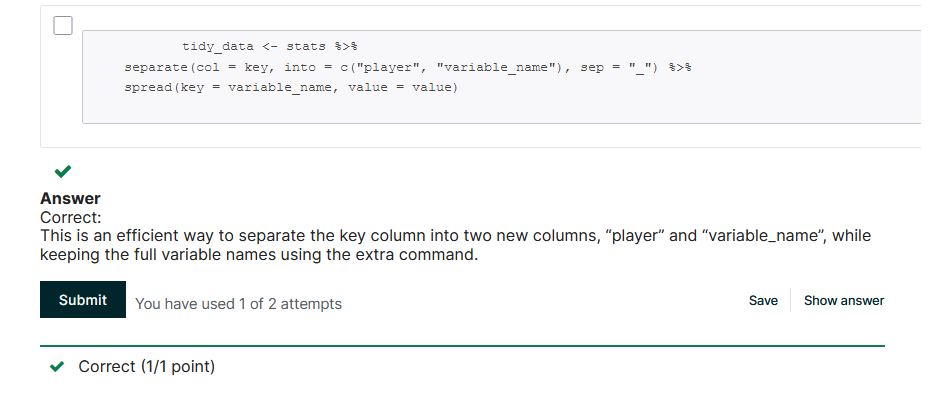 tidy_data <- stats %>%
separate(col = key, into = c("player", "variable_name"), sep = "_") %>%
spread(key = variable_name, value = value)
Answer
Correct:
This is an efficient way to separate the key column into two new columns, “player” and “variable_name”, while
keeping the full variable names using the extra command.
Submit You have used 1 of 2 attempts Save Show answer
Correct (1/1 point)